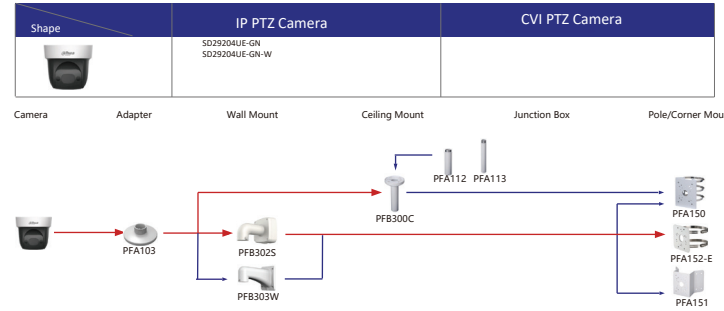 Shape
IP PTZ Camera
CVI PTZ Camera
SD29204UE-GN
SD29204UE-GN-W
Camera
Adapter
Wall Mount
Ceiling Mount
Junction Box
Pole/Corner Mou
PFA112
PFA113
PFB300C
PFA150
PFA103
PFB302S
PFA152-E
PFB303W
PFA151